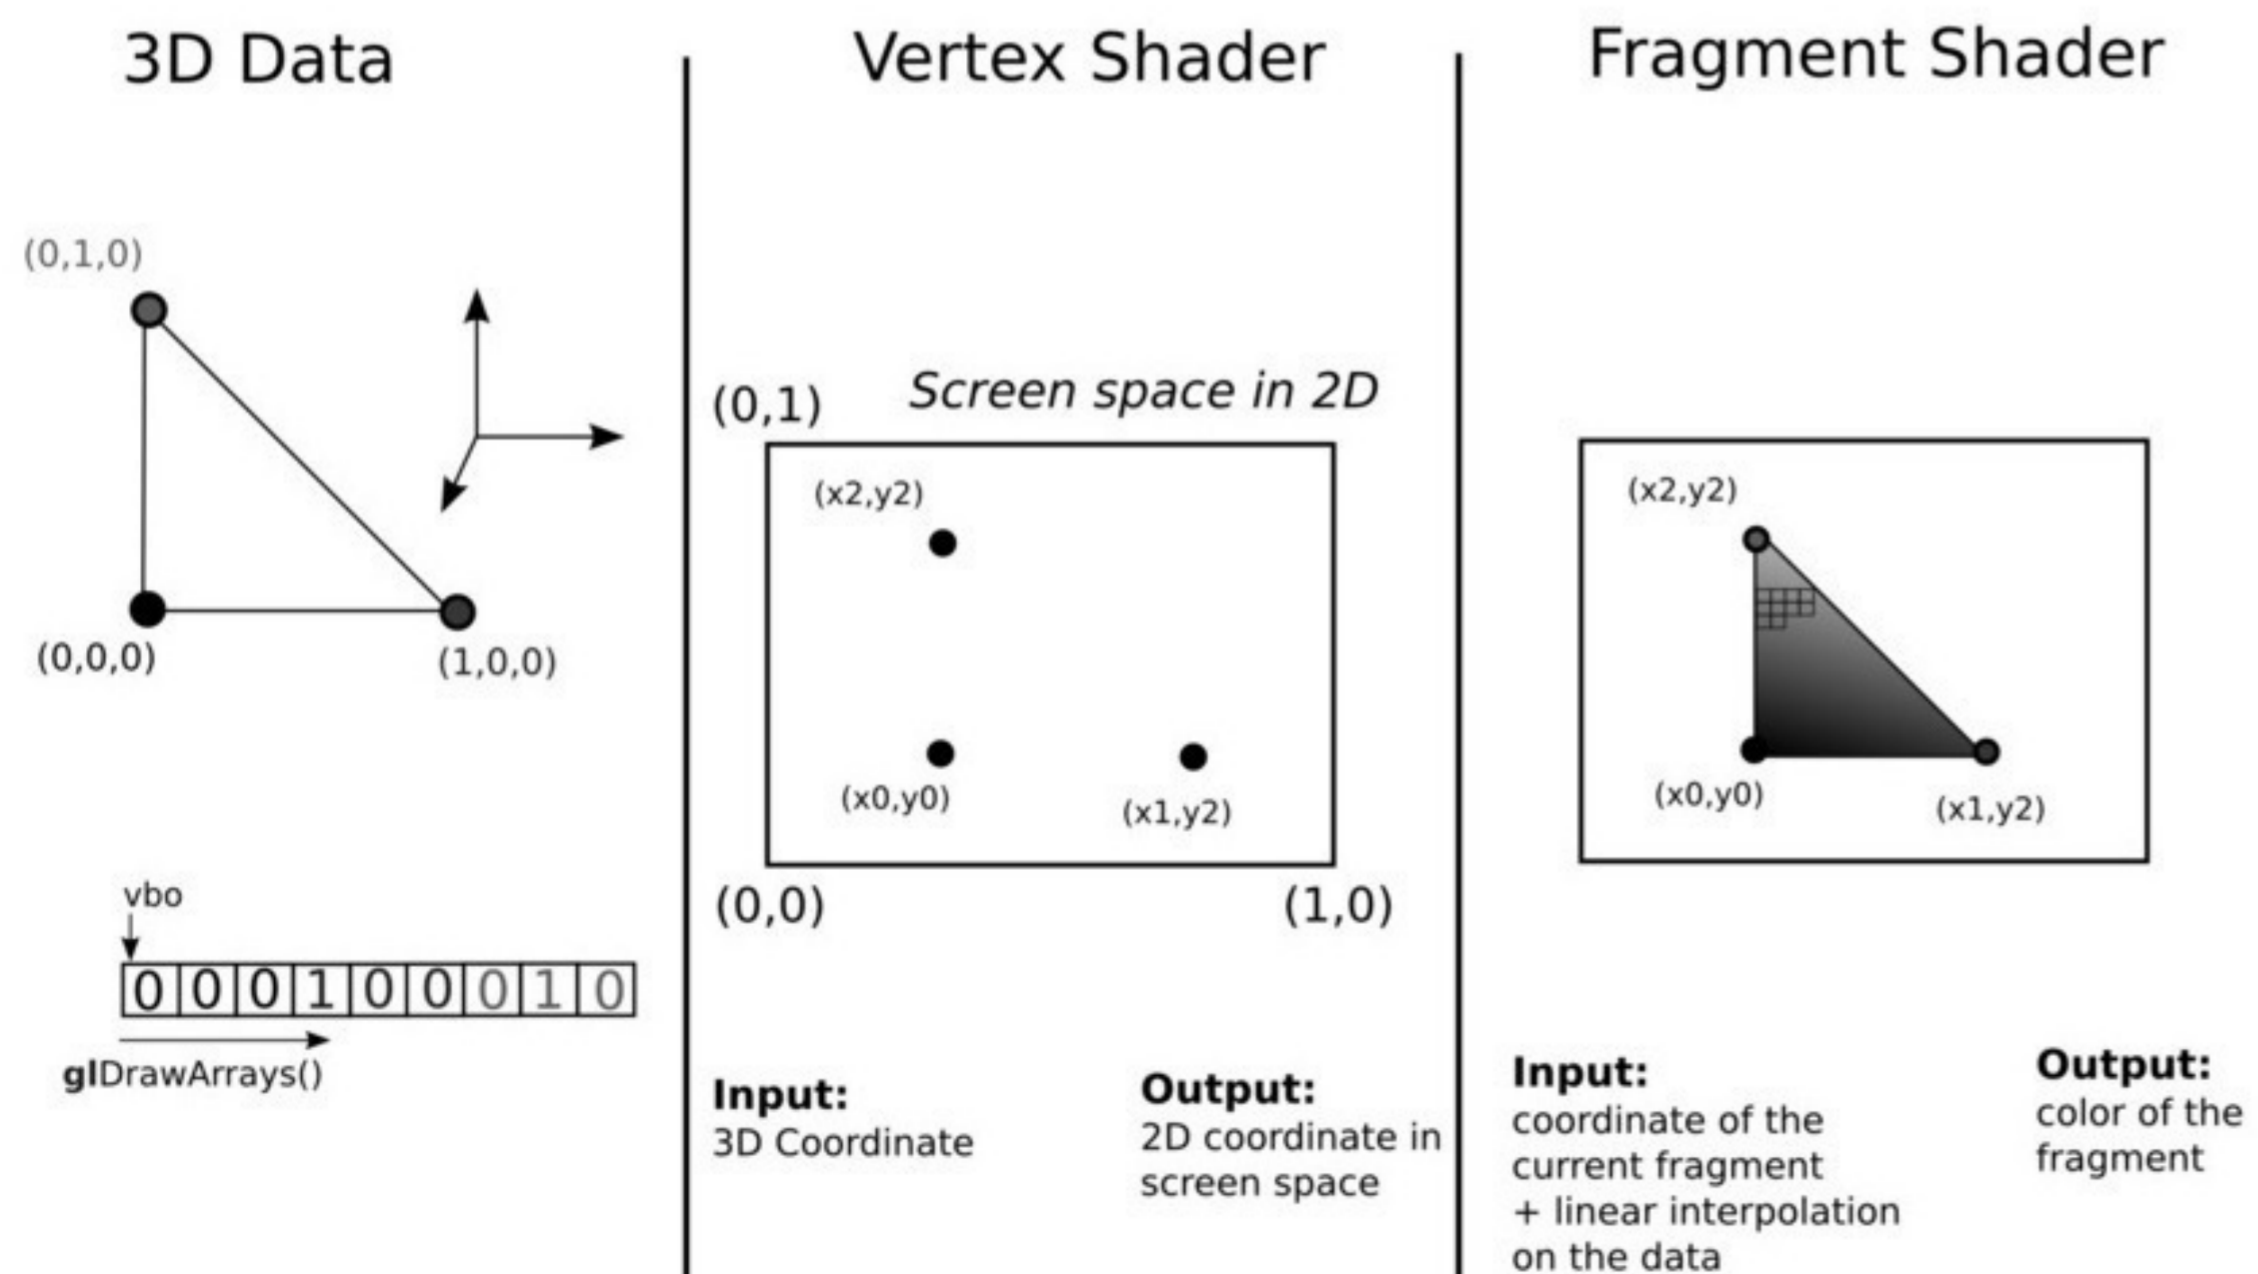 3D Data
(0,1,0)
(0,0,0)
(1,0,0)
vbo
0 0 0 1 0 0 0 1 0
glDrawArrays()
Vertex Shader
Screen space in 2D
(0,1)
(x2,y2)
(x0,y0)
(x1,y2)
(0,0)
(1,0)
Input:
3D Coordinate
Output:
2D coordinate in
screen space
Fragment Shader
(x2,y2)
(x0,y0)
(x1,y2)
Input:
coordinate of the
current fragment
+ linear interpolation
on the data
Output:
color of the
fragment